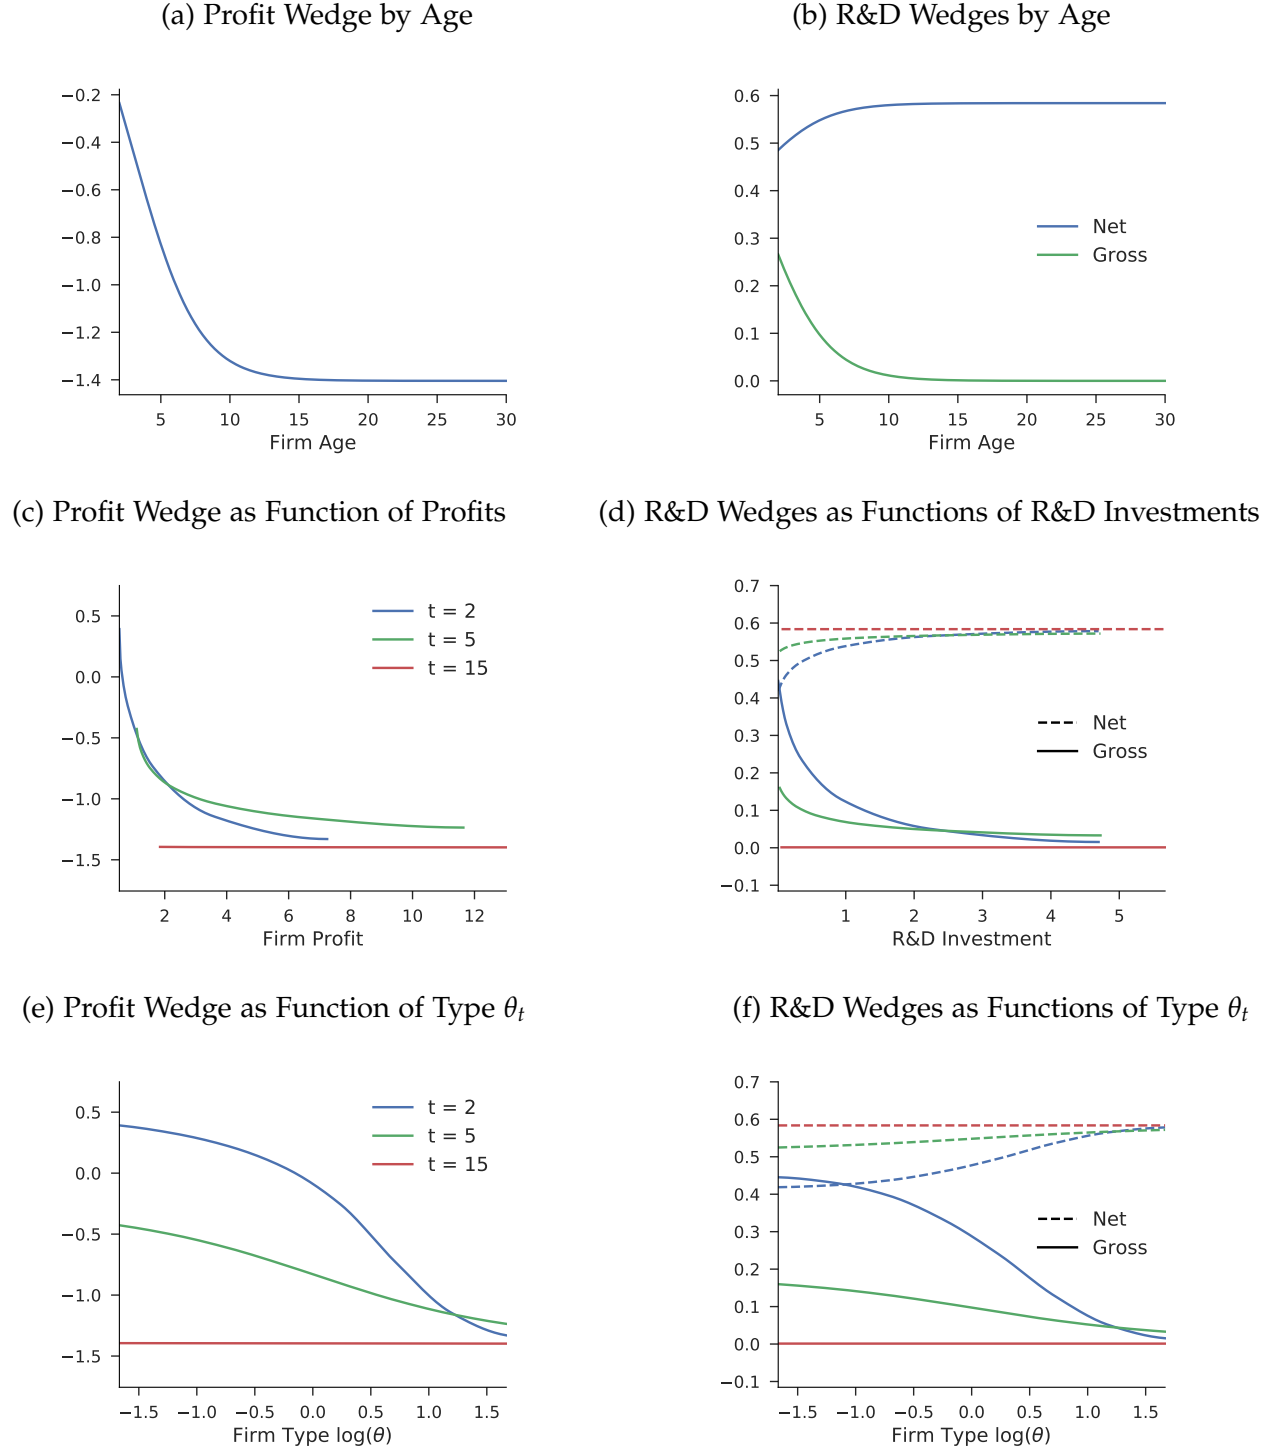 (a) Profit Wedge by Age
(b) R&D Wedges by Age
−0.2
−0.4
−0.6
−0.8
−1.0
−1.2
−1.4
5 10 15 20 25 30
Firm Age
0.6
0.5
0.4
0.3
0.2
0.1
0.0
Net
Gross
5 10 15 20 25 30
Firm Age
(c) Profit Wedge as Function of Profits
(d) R&D Wedges as Functions of R&D Investments
0.5
0.0
−0.5
−1.0
−1.5
t = 2
t = 5
t = 15
2 4 6 8 10 12
Firm Profit
0.7
0.6
0.5
0.4
0.3
0.2
0.1
0.0
−0.1
Net
Gross
1 2 3 4 5
R&D Investment
(e) Profit Wedge as Function of Type θt
(f) R&D Wedges as Functions of Type θt
0.5
0.0
−0.5
−1.0
−1.5
t = 2
t = 5
t = 15
−1.5 −1.0 −0.5 0.0 0.5 1.0 1.5
Firm Type log(θ)
0.7
0.6
0.5
0.4
0.3
0.2
0.1
0.0
−0.1
Net
Gross
−1.5 −1.0 −0.5 0.0 0.5 1.0 1.5
Firm Type log(θ)